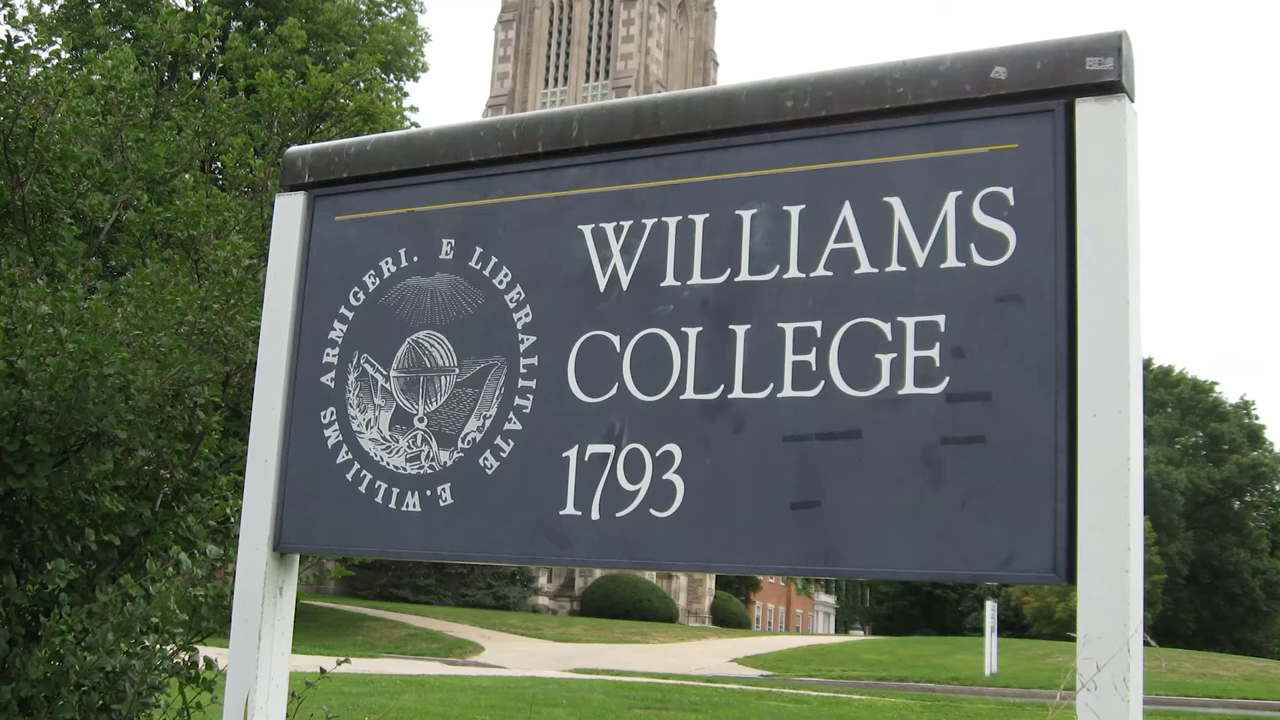 E LIBERALITATE E. WILLIAMS ARMIGERI.
WILLIAMS
COLLEGE
1793